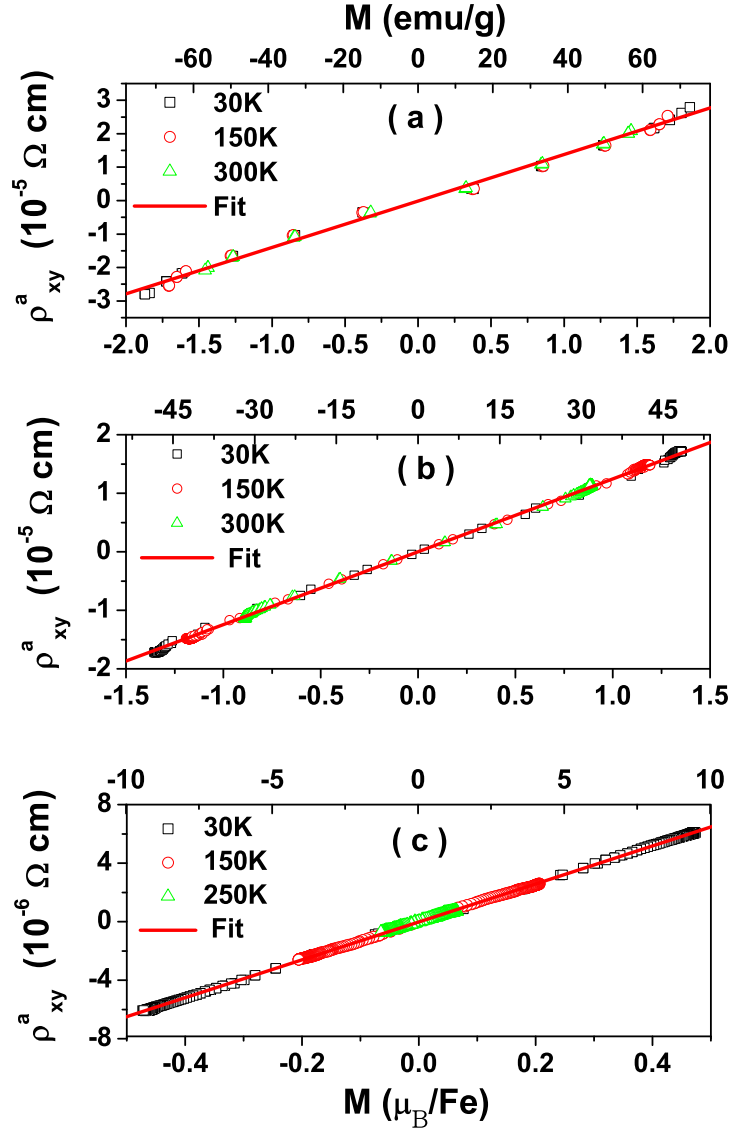 M (emu/g)
-60 -40 -20 0 20 40 60
3
2
1
0
-1
-2
-3
ρᵃxy (10⁻⁵ Ω cm)
30K
150K
300K
Fit
( a )
-2.0 -1.5 -1.0 -0.5 0.0 0.5 1.0 1.5 2.0
-45 -30 -15 0 15 30 45
2
1
0
-1
-2
ρᵃxy (10⁻⁵ Ω cm)
30K
150K
300K
Fit
( b )
-1.5 -1.0 -0.5 0.0 0.5 1.0 1.5
-10 -5 0 5 10
8
4
0
-4
-8
ρᵃxy (10⁻⁶ Ω cm)
30K
150K
250K
Fit
( c )
-0.4 -0.2 0.0 0.2 0.4
M (μB/Fe)